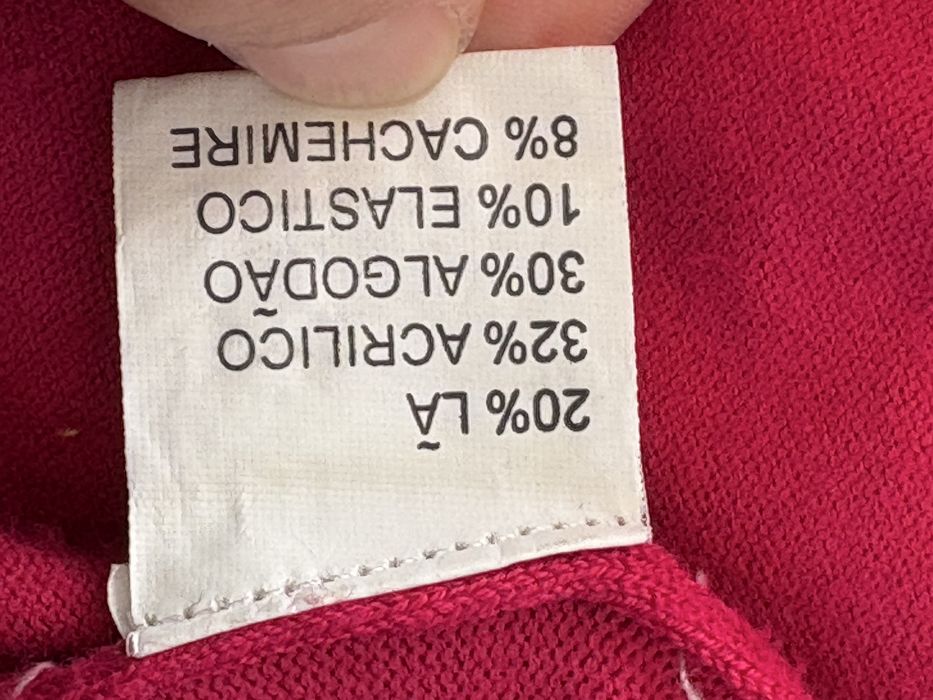 20% LÃ
32% ACRILICO
30% ALGODÃO
10% ELASTICO
8% CACHEMIRE